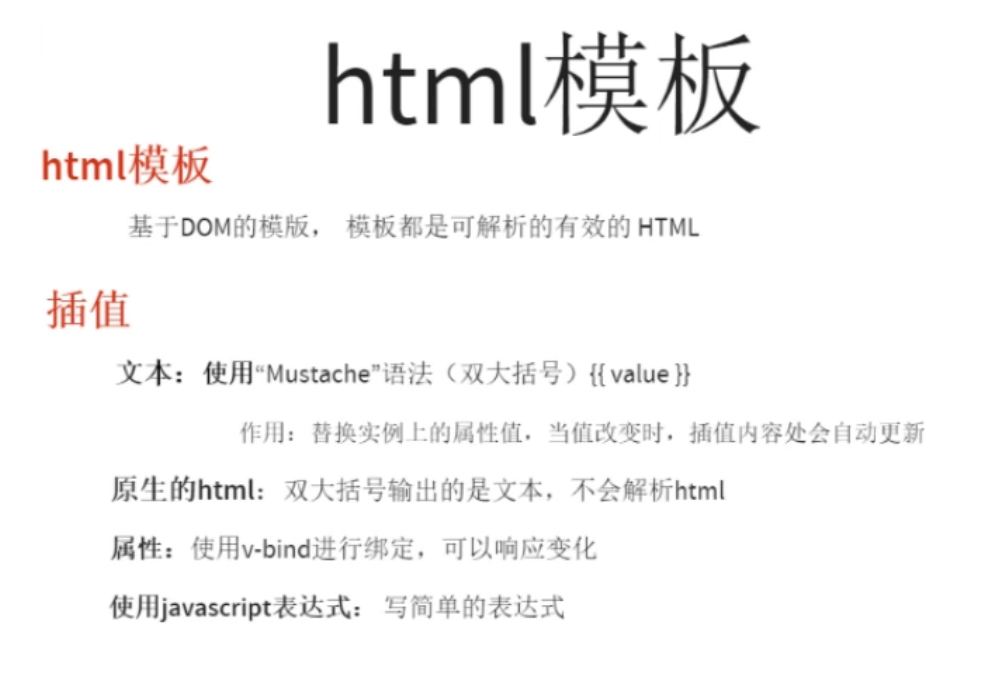 html模板
html模板
基于DOM的模版， 模板都是可解析的有效的 HTML
插值
文本：使用“Mustache”语法（双大括号）{{ value }}
作用：替换实例上的属性值，当值改变时，插值内容处会自动更新
原生的html：双大括号输出的是文本，不会解析html
属性：使用v-bind进行绑定，可以响应变化
使用javascript表达式： 写简单的表达式